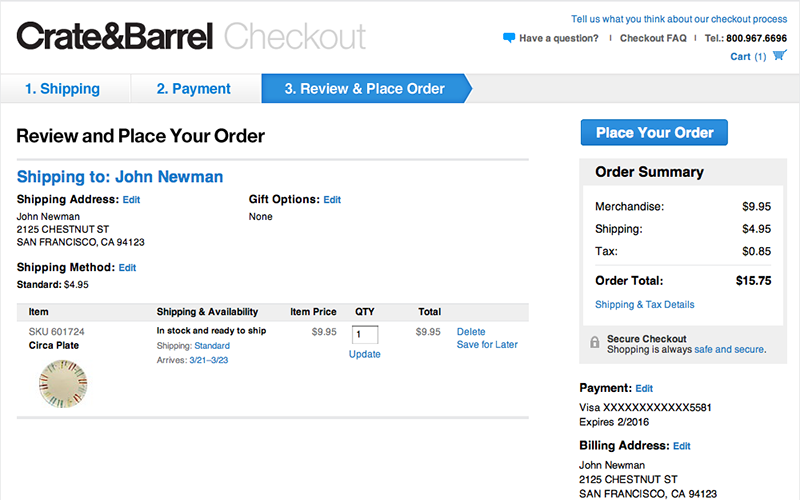 Tell us what you think about our checkout process
Crate&Barrel Checkout
Have a question? | Checkout FAQ | Tel.: 800.967.6696
Cart (1)
1. Shipping 2. Payment 3. Review & Place Order
Review and Place Your Order
Shipping to: John Newman
Shipping Address: Edit
John Newman
2125 CHESTNUT ST
SAN FRANCISCO, CA 94123
Gift Options: Edit
None
Shipping Method: Edit
Standard: $4.95
Item Shipping & Availability Item Price QTY Total
SKU 601724 In stock and ready to ship $9.95 1 $9.95 Delete
Circa Plate Shipping: Standard Save for Later
Arrives: 3/21–3/23 Update
Place Your Order
Order Summary
Merchandise: $9.95
Shipping: $4.95
Tax: $0.85
Order Total: $15.75
Shipping & Tax Details
Secure Checkout
Shopping is always safe and secure.
Payment: Edit
Visa XXXXXXXXXXXX5581
Expires 2/2016
Billing Address: Edit
John Newman
2125 CHESTNUT ST
SAN FRANCISCO, CA 94123